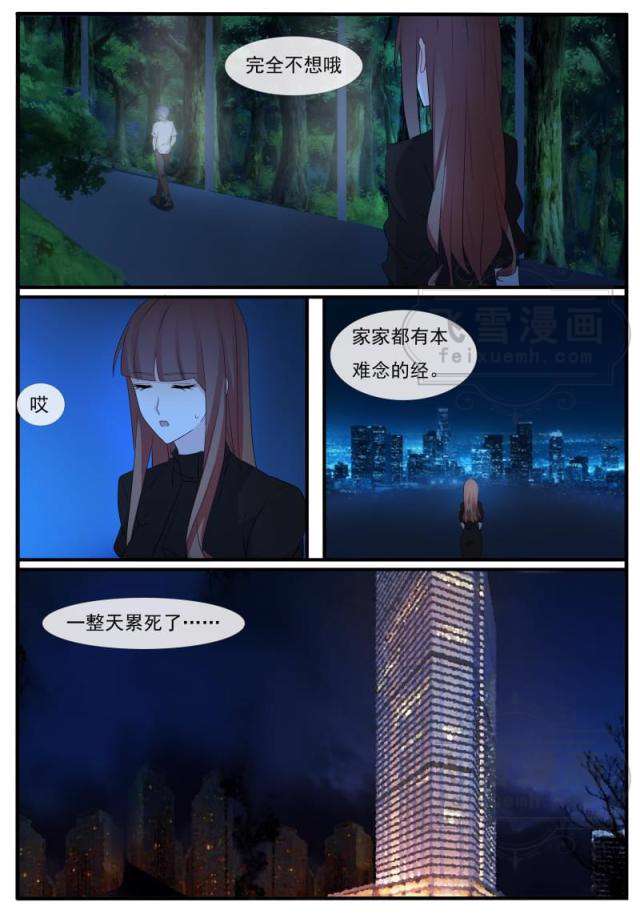 完全不想哦
哎
家家都有本
难念的经。
飞雪漫画
feixuemh.com
一整天累死了……